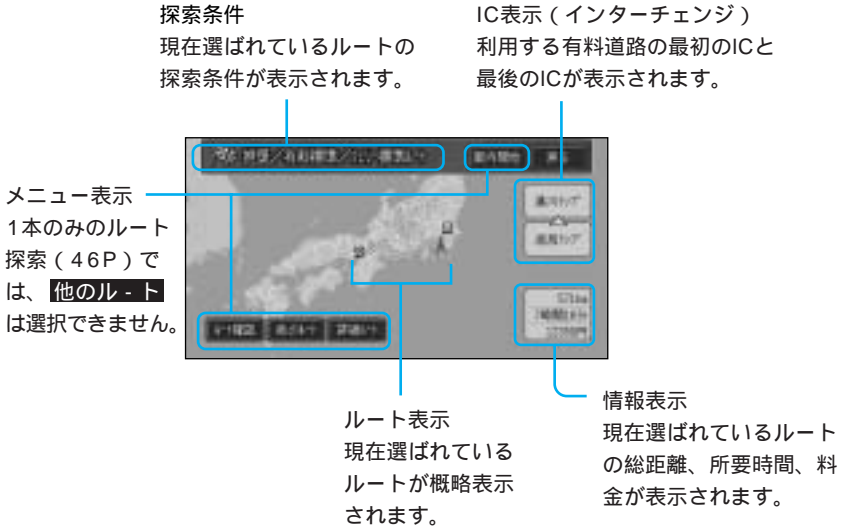 探索条件
現在選ばれているルートの
探索条件が表示されます。
IC表示(インターチェンジ)
利用する有料道路の最初のICと
最後のICが表示されます。
案内開始
戻る
メニュー表示
1本のみのルート
探索(46P)で
は、 他のル-ト
は選択できません。
ルート表示
現在選ばれている
ルートが概略表示
されます。
情報表示
現在選ばれているルート
の総距離、所要時間、料
金が表示されます。